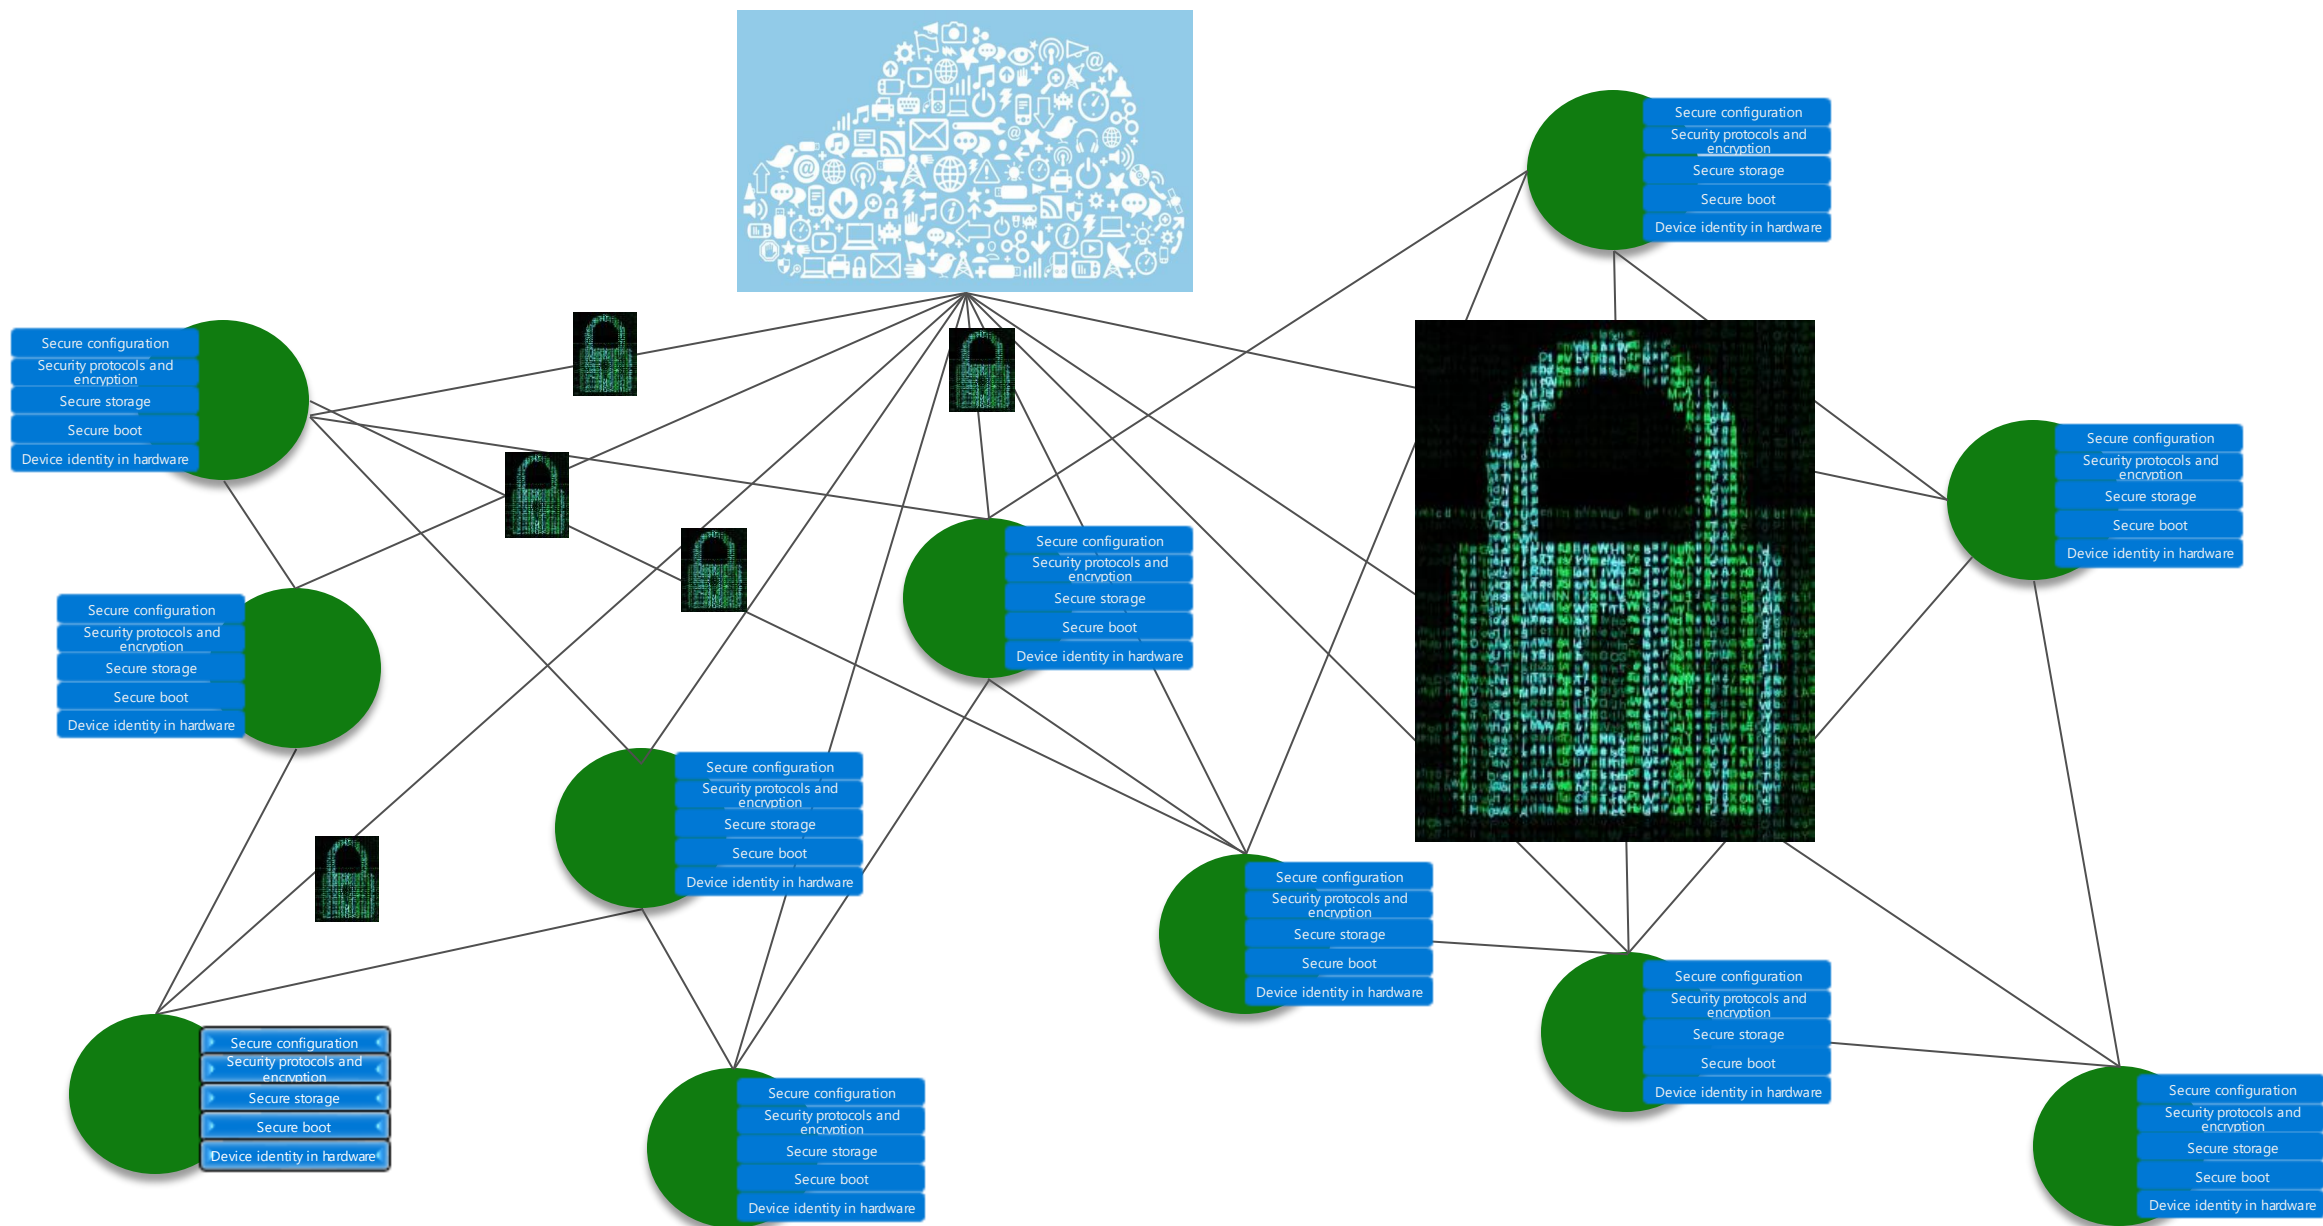 Secure configuration
Security protocols and
encryption
Secure storage
Secure boot
Device identity in hardware
Secure configuration
Security protocols and
encryption
Secure storage
Secure boot
Device identity in hardware
Secure configuration
Security protocols and
encryption
Secure storage
Secure boot
Device identity in hardware
Secure configuration
Security protocols and
encryption
Secure storage
Secure boot
Device identity in hardware
Secure configuration
Security protocols and
encryption
Secure storage
Secure boot
Device identity in hardware
Secure configuration
Security protocols and
encryption
Secure storage
Secure boot
Device identity in hardware
Secure configuration
Security protocols and
encryption
Secure storage
Secure boot
Device identity in hardware
Secure configuration
Security protocols and
encryption
Secure storage
Secure boot
Device identity in hardware
Secure configuration
Security protocols and
encryption
Secure storage
Secure boot
Device identity in hardware
Secure configuration
Security protocols and
encryption
Secure storage
Secure boot
Device identity in hardware
Secure configuration
Security protocols and
encryption
Secure storage
Secure boot
Device identity in hardware